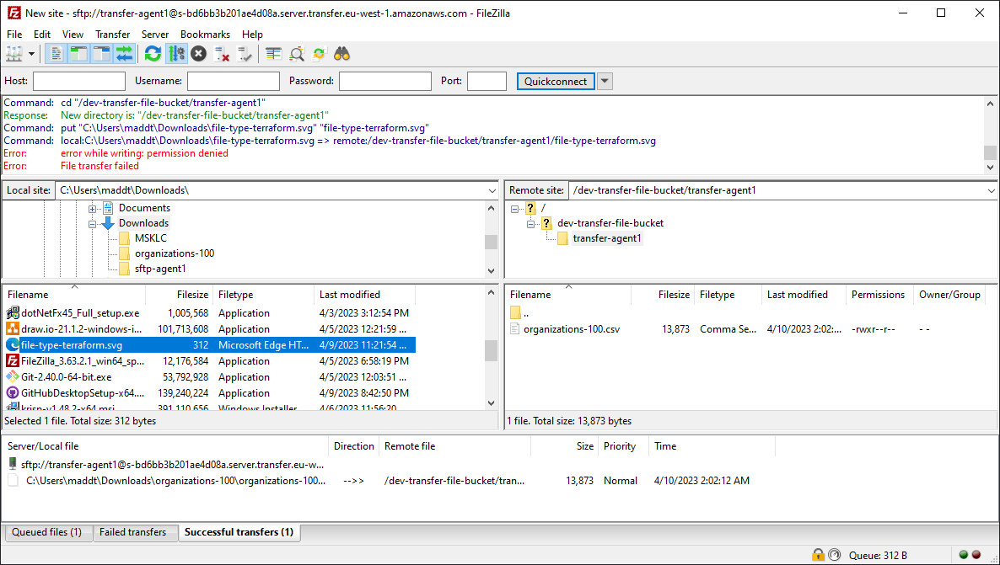 New site - sftp://transfer-agent1@s-bd6bb3b201ae4d08a.server.transfer.eu-west-1.amazonaws.com - FileZilla
File Edit View Transfer Server Bookmarks Help
Host: Username: Password: Port: Quickconnect
Command: cd "/dev-transfer-file-bucket/transfer-agent1"
Response: New directory is: "/dev-transfer-file-bucket/transfer-agent1"
Command: put "C:\Users\maddt\Downloads\file-type-terraform.svg" "file-type-terraform.svg"
Command: local:C:\Users\maddt\Downloads\file-type-terraform.svg => remote:/dev-transfer-file-bucket/transfer-agent1/file-type-terraform.svg
Error: error while writing: permission denied
Error: File transfer failed
Local site: C:\Users\maddt\Downloads\
Documents
Downloads
MSKLC
organizations-100
sftp-agent1
Remote site: /dev-transfer-file-bucket/transfer-agent1
? /
? dev-transfer-file-bucket
transfer-agent1
Filename Filesize Filetype Last modified
dotNetFx45_Full_setup.exe 1,005,568 Application 4/3/2023 3:12:54 PM
draw.io-21.1.2-windows-i... 101,713,608 Application 4/5/2023 12:21:59 ...
file-type-terraform.svg 312 Microsoft Edge HT... 4/9/2023 11:21:54 ...
FileZilla_3.63.2.1_win64_sp... 12,176,584 Application 4/5/2023 6:58:19 PM
Git-2.40.0-64-bit.exe 53,792,928 Application 4/5/2023 12:03:51 ...
GitHubDesktopSetup-x64.... 139,240,224 Application 4/9/2023 8:42:50 PM
krisp-v1.48.2-x64.msi 391,110,656 Windows Installer ... 4/6/2023 11:56:20 ...
Selected 1 file. Total size: 312 bytes
Filename Filesize Filetype Last modified Permissions Owner/Group
..
organizations-100.csv 13,873 Comma Se... 4/10/2023 2:02:... -rwxr--r-- - -
1 file. Total size: 13,873 bytes
Server/Local file Direction Remote file Size Priority Time
sftp://transfer-agent1@s-bd6bb3b201ae4d08a.server.transfer.eu-w...
C:\Users\maddt\Downloads\organizations-100\organizations-100... -->> /dev-transfer-file-bucket/tran... 13,873 Normal 4/10/2023 2:02:12 AM
Queued files (1) Failed transfers Successful transfers (1)
Queue: 312 B